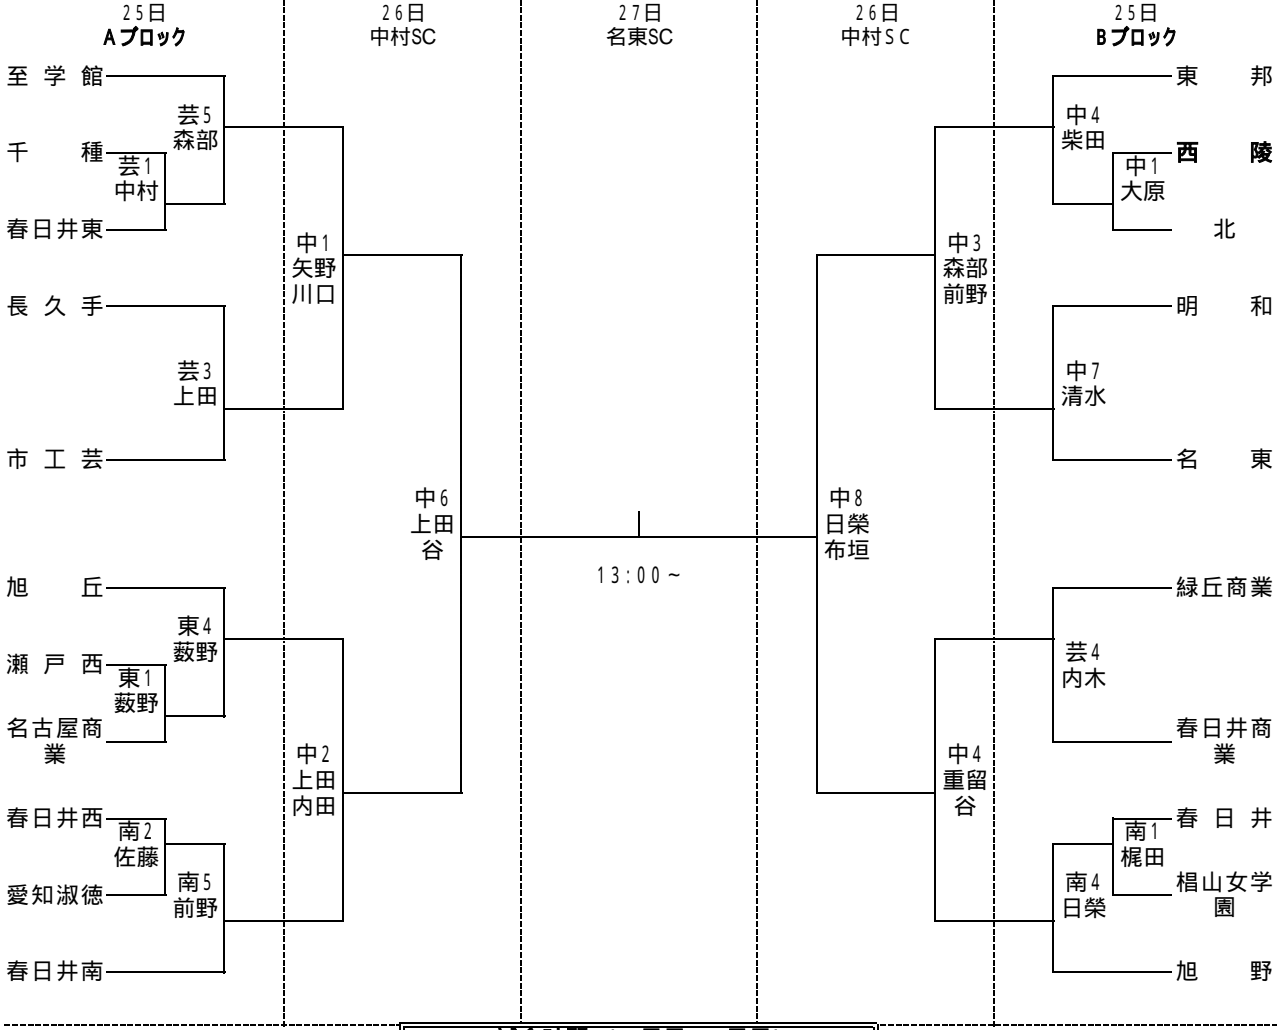 25日 26日 27日 26日 25日
Aブロック 中村SC 名東SC 中村SC Bブロック
至学館
東邦
芸5
森部
中4
柴田
千種
西陵
芸1
中村
中1
大原
春日井東
北
中1
矢野
川口
中3
森部
前野
長久手
明和
芸3
上田
中7
清水
市工芸
名東
中6
上田
谷
中8
日榮
布垣
13:00~
旭丘
緑丘商業
東4
薮野
芸4
内木
瀬戸西
東1
薮野
名古屋商
業
春日井商
業
中2
上田
内田
中4
重留
谷
春日井西
春日井
南2
佐藤
南1
梶田
愛知淑徳
椙山女学
園
南5
前野
南4
日榮
春日井南
旭野